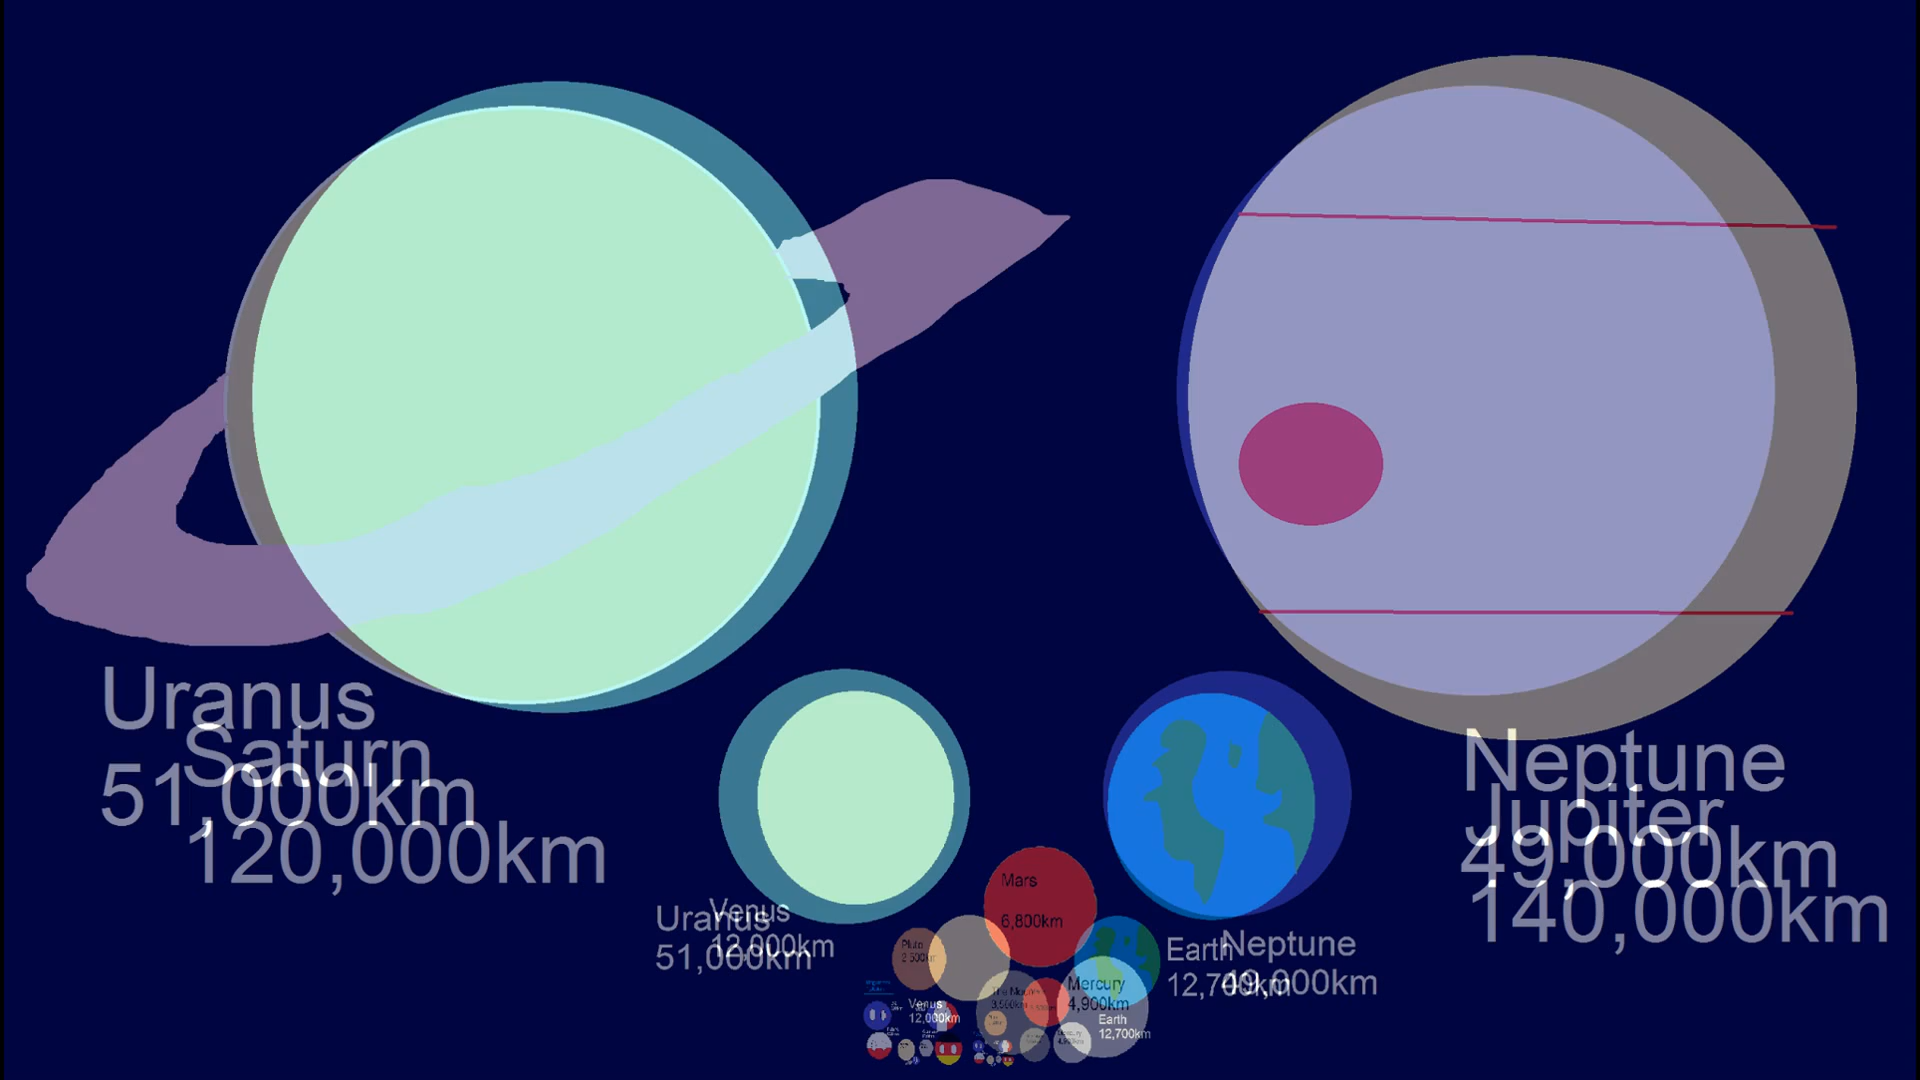 Uranus
51,000km
Saturn
120,000km
Neptune
49,000km
Jupiter
140,000km
Uranus
51,000km
Venus
12,000km
Mars
6,800km
Earth
12,700km
Neptune
49,000km
Pluto
Mercury
4,900km
Venus
12,000km
Earth
12,700km